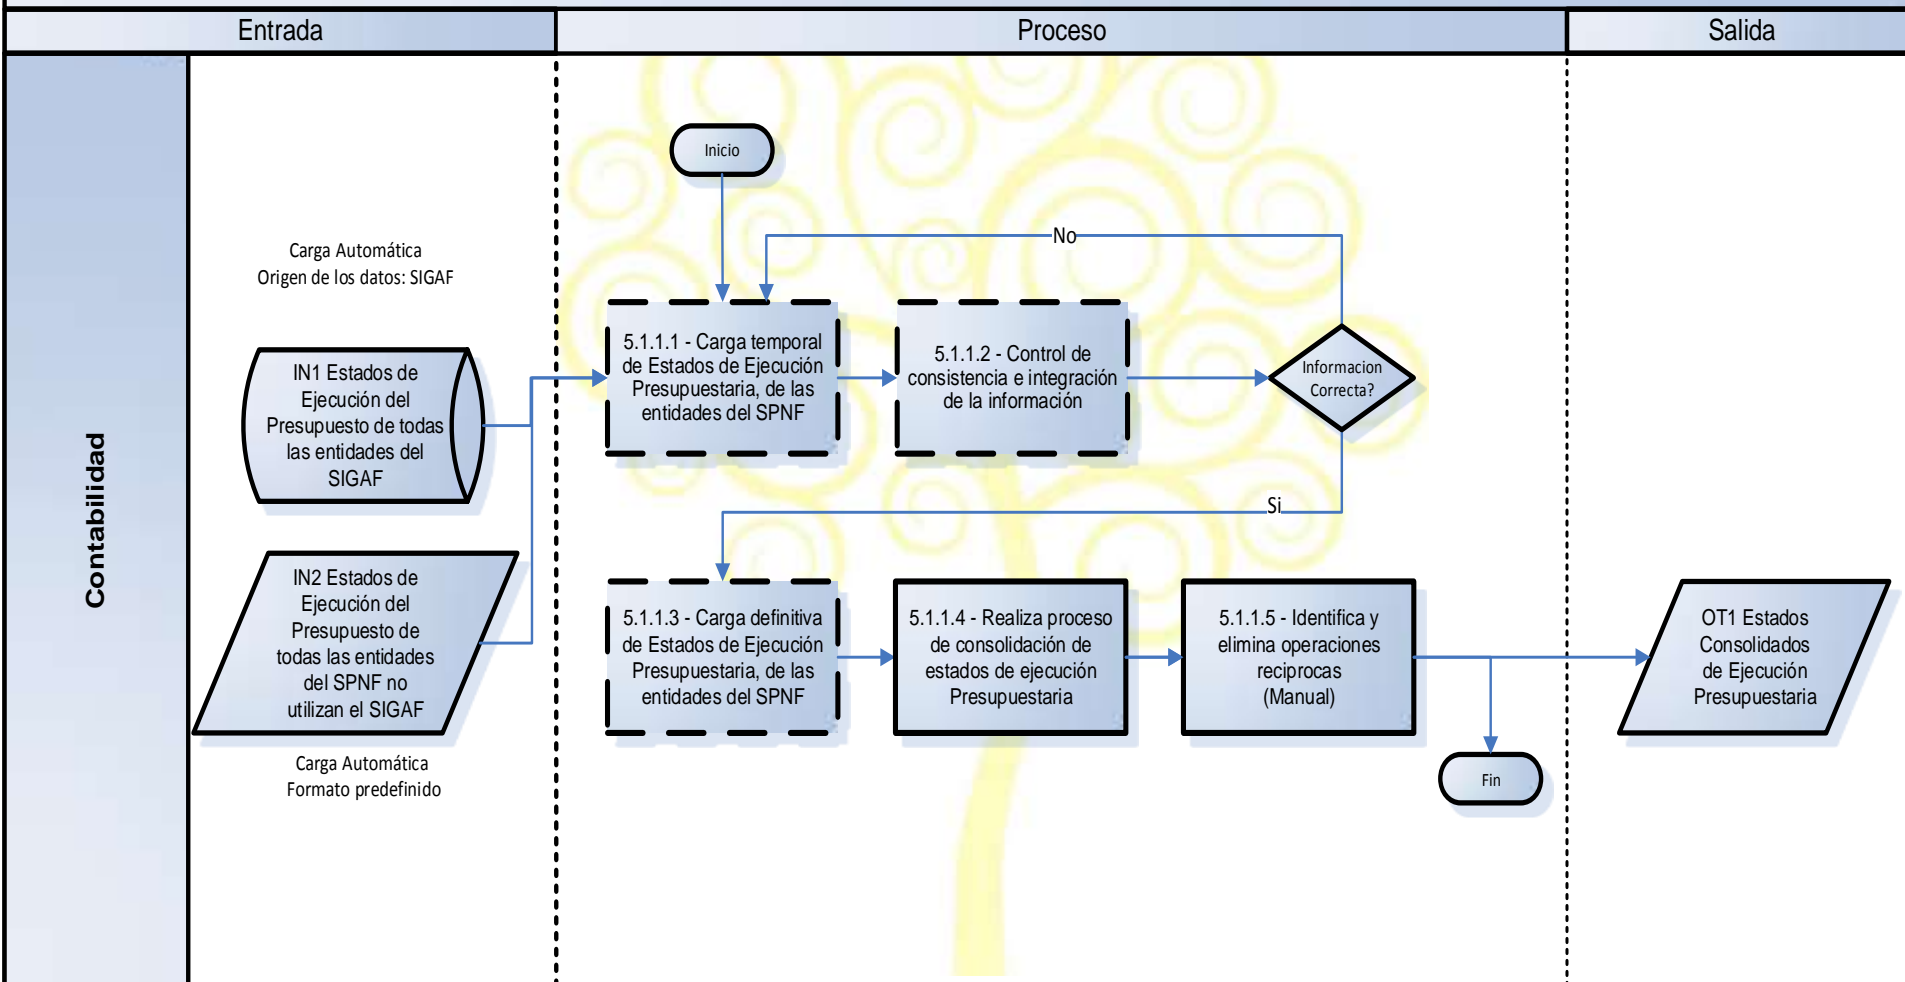 Entrada
Proceso
Salida
Contabilidad
Carga Automática
Origen de los datos: SIGAF
IN1 Estados de
Ejecución del
Presupuesto de todas
las entidades del
SIGAF
IN2 Estados de
Ejecución del
Presupuesto de
todas las entidades
del SPNF no
utilizan el SIGAF
Carga Automática
Formato predefinido
Inicio
No
5.1.1.1 - Carga temporal
de Estados de Ejecución
Presupuestaria, de las
entidades del SPNF
5.1.1.2 - Control de
consistencia e integración
de la información
Informacion
Correcta?
Si
5.1.1.3 - Carga definitiva
de Estados de Ejecución
Presupuestaria, de las
entidades del SPNF
5.1.1.4 - Realiza proceso
de consolidación de
estados de ejecución
Presupuestaria
5.1.1.5 - Identifica y
elimina operaciones
reciprocas
(Manual)
Fin
OT1 Estados
Consolidados
de Ejecución
Presupuestaria